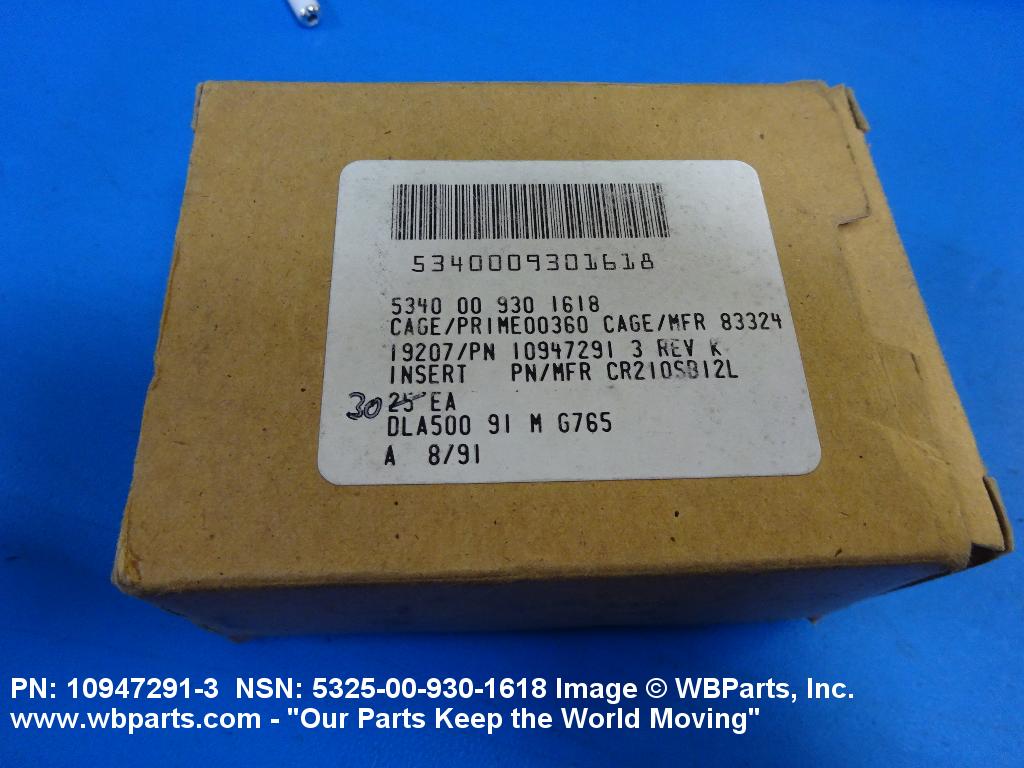 5340009301618
5340 00 930 1618
CAGE/PRIME00360 CAGE/MFR 83324
19207/PN 10947291 3 REV K
INSERT PN/MFR CR210SB12L
30 25 EA
DLA500 91 M G765
A 8/91
PN: 10947291-3 NSN: 5325-00-930-1618 Image © WBParts, Inc.
www.wbparts.com - "Our Parts Keep the World Moving"